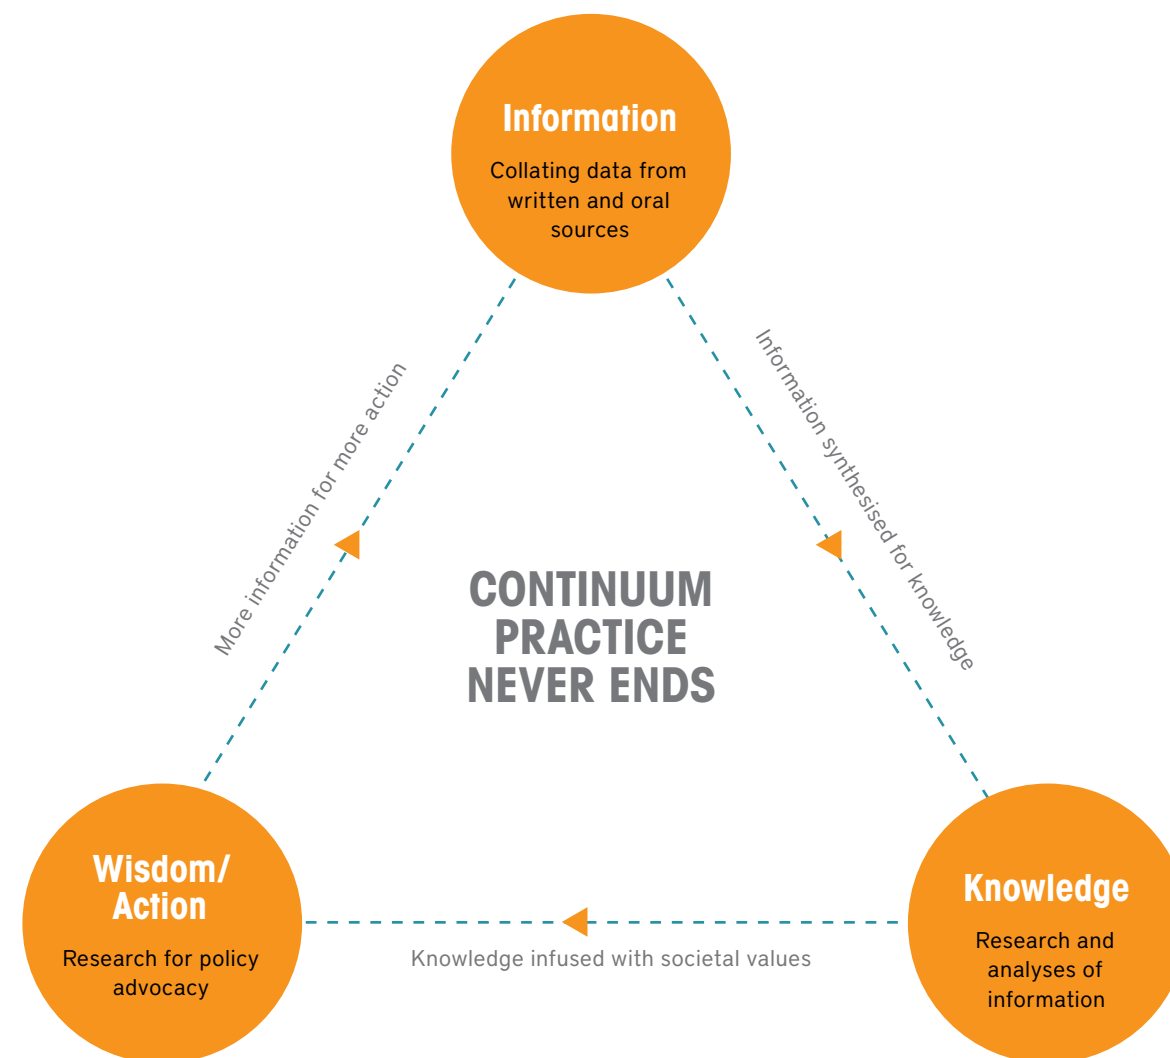 Information
Collating data from
written and oral
sources
More information for more action
Information synthesised for knowledge
CONTINUUM
PRACTICE
NEVER ENDS
Wisdom/
Action
Research for policy
advocacy
Knowledge infused with societal values
Knowledge
Research and
analyses of
information